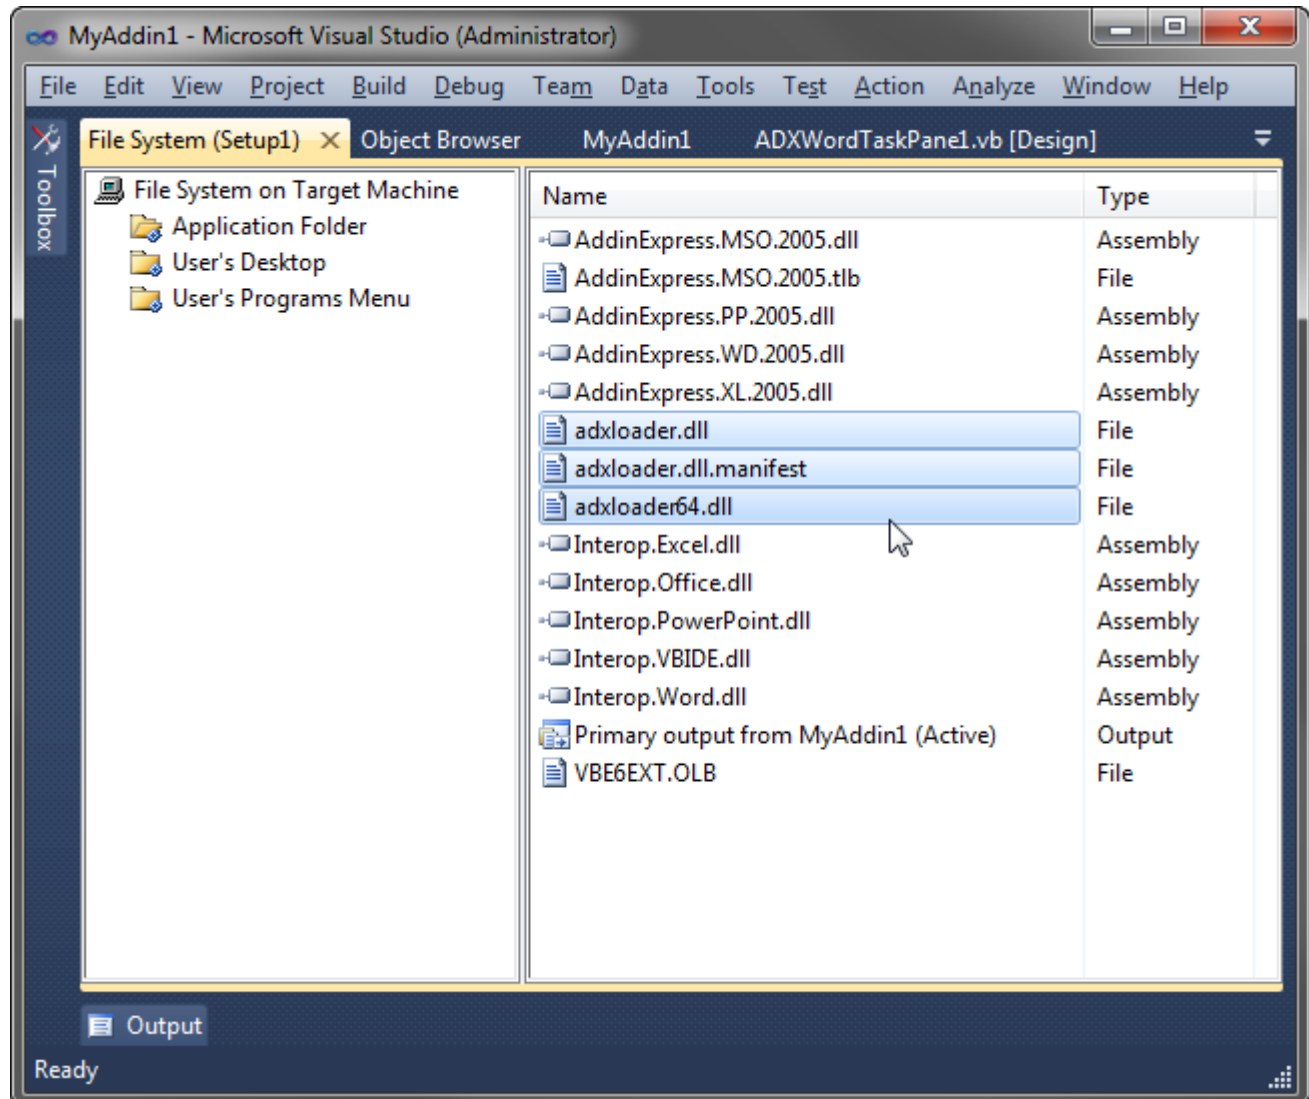 MyAddin1 - Microsoft Visual Studio (Administrator)
File Edit View Project Build Debug Team Data Tools Test Action Analyze Window Help
Toolbox
File System (Setup1) Object Browser MyAddin1 ADXWordTaskPane1.vb [Design]
File System on Target Machine
Application Folder
User's Desktop
User's Programs Menu
Name Type
AddinExpress.MSO.2005.dll Assembly
AddinExpress.MSO.2005.tlb File
AddinExpress.PP.2005.dll Assembly
AddinExpress.WD.2005.dll Assembly
AddinExpress.XL.2005.dll Assembly
adxloader.dll File
adxloader.dll.manifest File
adxloader64.dll File
Interop.Excel.dll Assembly
Interop.Office.dll Assembly
Interop.PowerPoint.dll Assembly
Interop.VBIDE.dll Assembly
Interop.Word.dll Assembly
Primary output from MyAddin1 (Active) Output
VBE6EXT.OLB File
Output
Ready